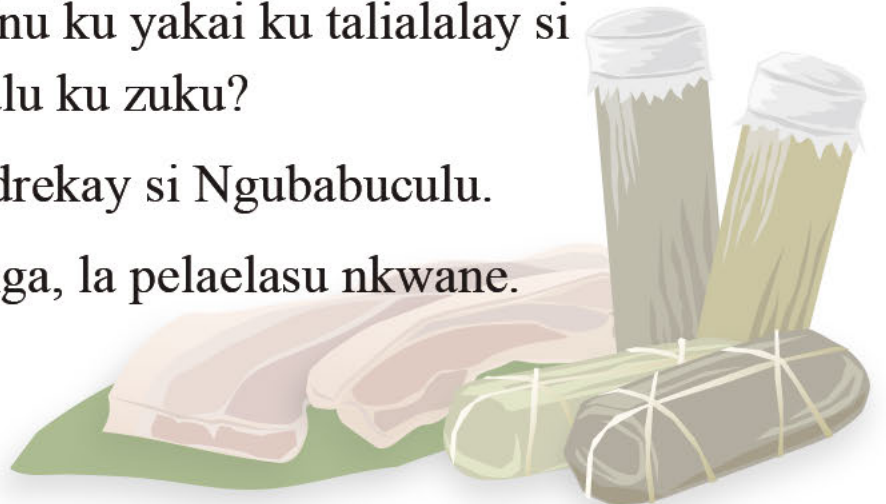 nu ku yakai ku talialalay si
lu ku zuku?
drekay si Ngubabuculu.
ga, la pelaelasu nkwane.